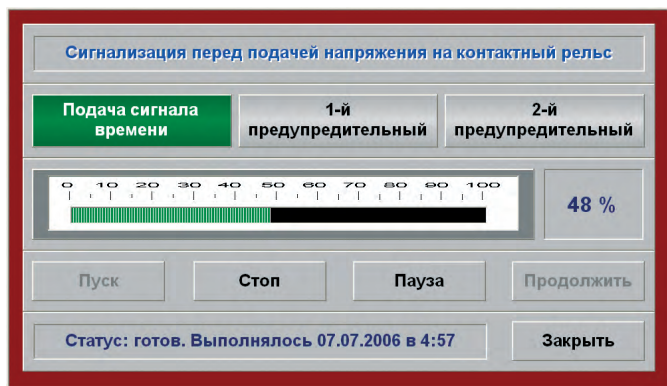 Сигнализация перед подачей напряжения на контактный рельс
Подача сигнала времени
1-й предупредительный
2-й предупредительный
0 10 20 30 40 50 60 70 80 90 100
48 %
Пуск
Стоп
Пауза
Продолжить
Статус: готов. Выполнялось 07.07.2006 в 4:57
Закрыть